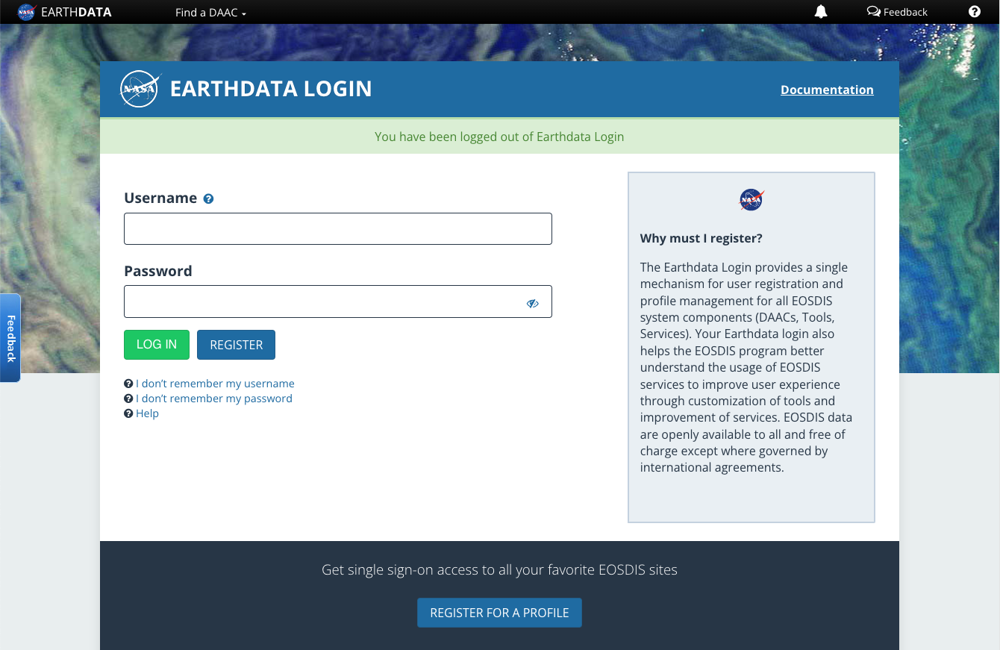 EARTHDATA
Find a DAAC
Feedback
NASA
EARTHDATA LOGIN
Documentation
You have been logged out of Earthdata Login
Username
Password
LOG IN
REGISTER
I don’t remember my username
I don’t remember my password
Help
NASA
Why must I register?
The Earthdata Login provides a single
mechanism for user registration and
profile management for all EOSDIS
system components (DAACs, Tools,
Services). Your Earthdata login also
helps the EOSDIS program better
understand the usage of EOSDIS
services to improve user experience
through customization of tools and
improvement of services. EOSDIS data
are openly available to all and free of
charge except where governed by
international agreements.
Feedback
Get single sign-on access to all your favorite EOSDIS sites
REGISTER FOR A PROFILE